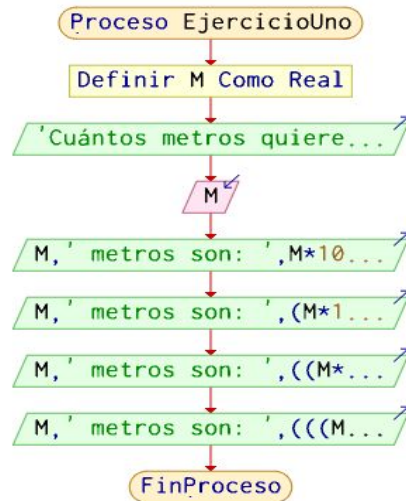 Proceso EjercicioUno
Definir M Como Real
'Cuántos metros quiere...
M
M,' metros son: ',M*10...
M,' metros son: ',(M*1...
M,' metros son: ',((M*...
M,' metros son: ',(((M...
FinProceso